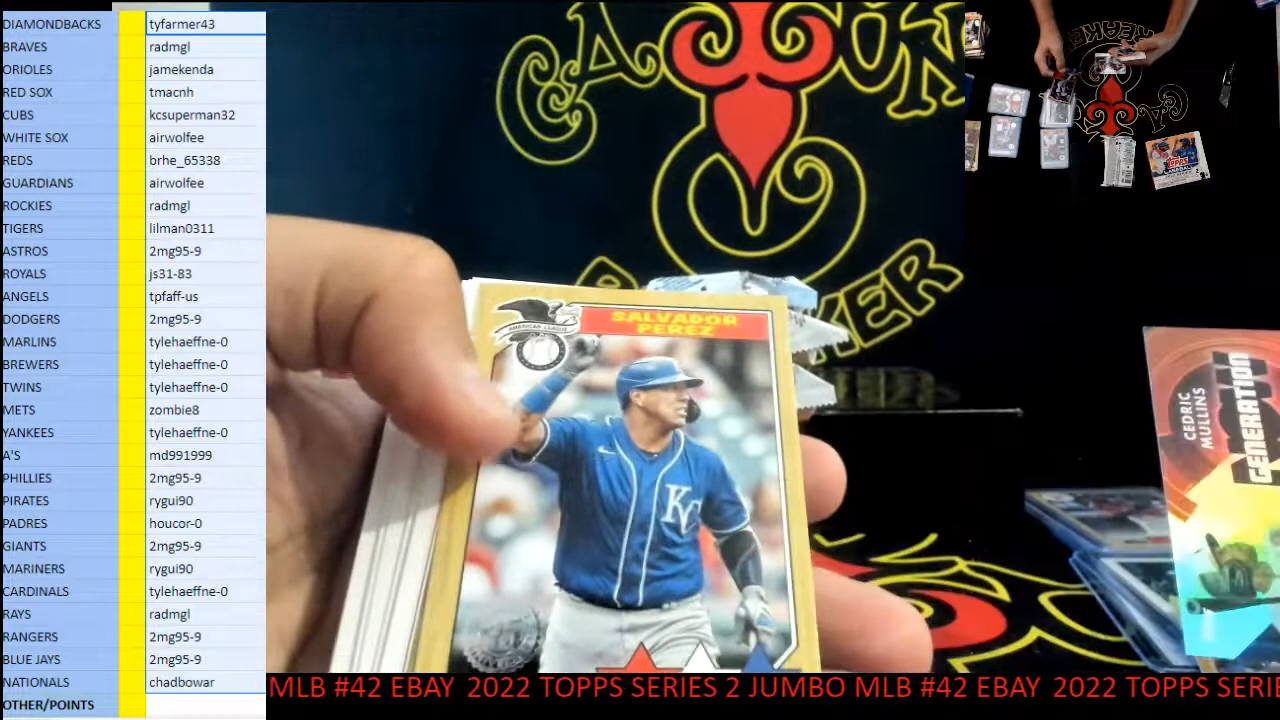 DIAMONDBACKS tyfarmer43
BRAVES radmgl
ORIOLES jamekenda
RED SOX tmacnh
CUBS kcsuperman32
WHITE SOX airwolfee
REDS brhe_65338
GUARDIANS airwolfee
ROCKIES radmgl
TIGERS lilman0311
ASTROS 2mg95-9
ROYALS js31-83
ANGELS tpfaff-us
DODGERS 2mg95-9
MARLINS tylehaeffne-0
BREWERS tylehaeffne-0
TWINS tylehaeffne-0
METS zombie8
YANKEES tylehaeffne-0
A'S md991999
PHILLIES 2mg95-9
PIRATES rygui90
PADRES houcor-0
GIANTS 2mg95-9
MARINERS rygui90
CARDINALS tylehaeffne-0
RAYS radmgl
RANGERS 2mg95-9
BLUE JAYS 2mg95-9
NATIONALS chadbowar
OTHER/POINTS
AMERICAN LEAGUE
SALVADOR
PEREZ
KC
CEDRIC
MULLINS
GENERATION
TOPPS
MLB #42 EBAY 2022 TOPPS SERIES 2 JUMBO MLB #42 EBAY 2022 TOPPS SERIE